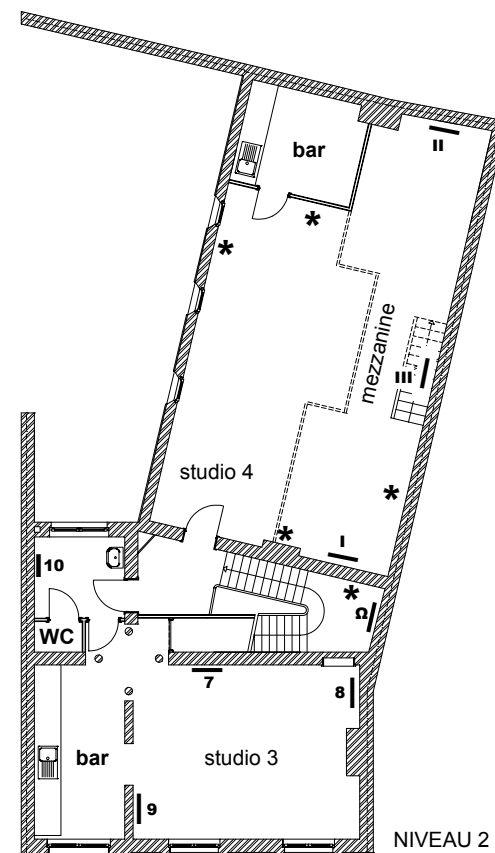 bar
II
*
*
mezzanine
III
studio 4
*
*
I
10
*
Ω
WC
7
8
bar
studio 3
9
NIVEAU 2